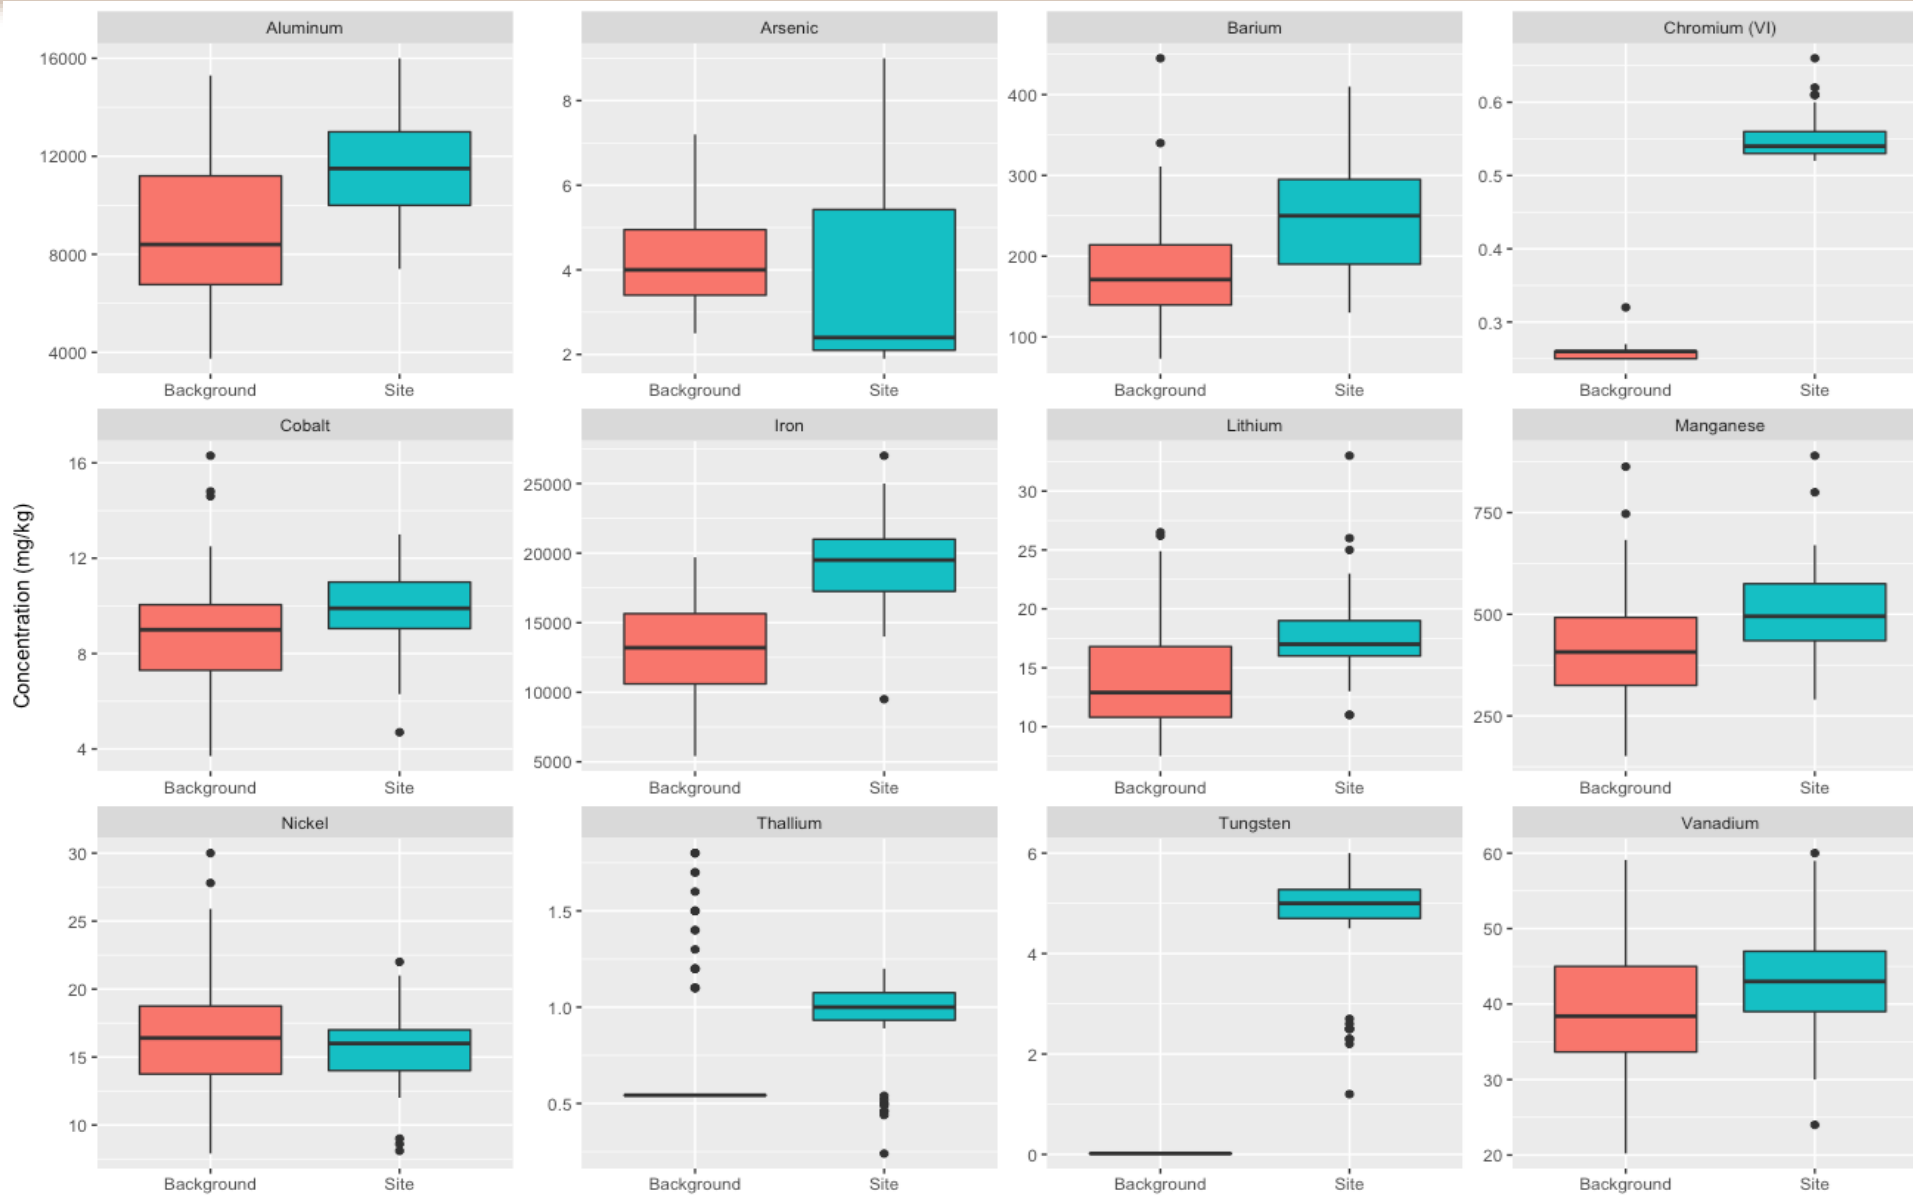 Aluminum
Arsenic
Barium
Chromium (VI)
16000
12000
8000
4000
8
6
4
2
400
300
200
100
0.6
0.5
0.4
0.3
Background
Site
Background
Site
Background
Site
Background
Site
Cobalt
Iron
Lithium
Manganese
Concentration (mg/kg)
16
12
8
4
25000
20000
15000
10000
5000
30
25
20
15
10
750
500
250
Background
Site
Background
Site
Background
Site
Background
Site
Nickel
Thallium
Tungsten
Vanadium
30
25
20
15
10
1.5
1.0
0.5
6
4
2
0
60
50
40
30
20
Background
Site
Background
Site
Background
Site
Background
Site